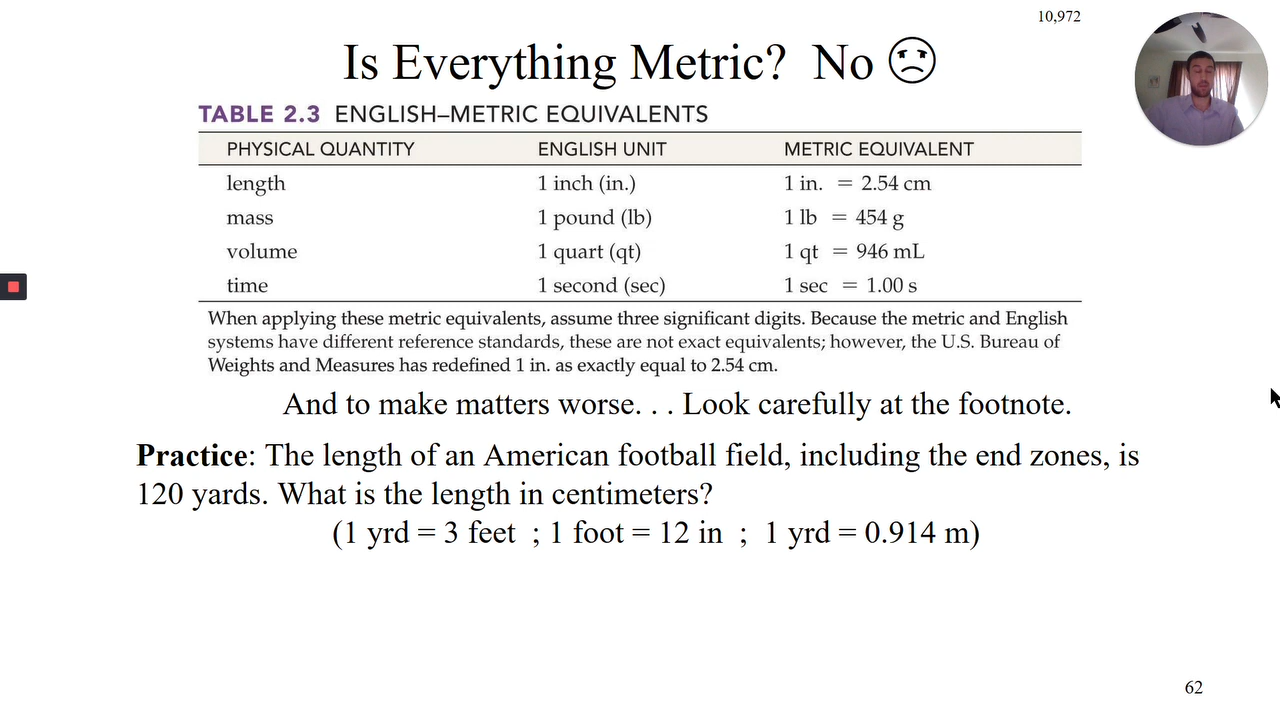 10,972
Is Everything Metric? No ☹
TABLE 2.3 ENGLISH–METRIC EQUIVALENTS
PHYSICAL QUANTITY ENGLISH UNIT METRIC EQUIVALENT
length 1 inch (in.) 1 in. = 2.54 cm
mass 1 pound (lb) 1 lb = 454 g
volume 1 quart (qt) 1 qt = 946 mL
time 1 second (sec) 1 sec = 1.00 s
When applying these metric equivalents, assume three significant digits. Because the metric and English
systems have different reference standards, these are not exact equivalents; however, the U.S. Bureau of
Weights and Measures has redefined 1 in. as exactly equal to 2.54 cm.
And to make matters worse. . . Look carefully at the footnote.
Practice: The length of an American football field, including the end zones, is
120 yards. What is the length in centimeters?
(1 yrd = 3 feet ; 1 foot = 12 in ; 1 yrd = 0.914 m)
62